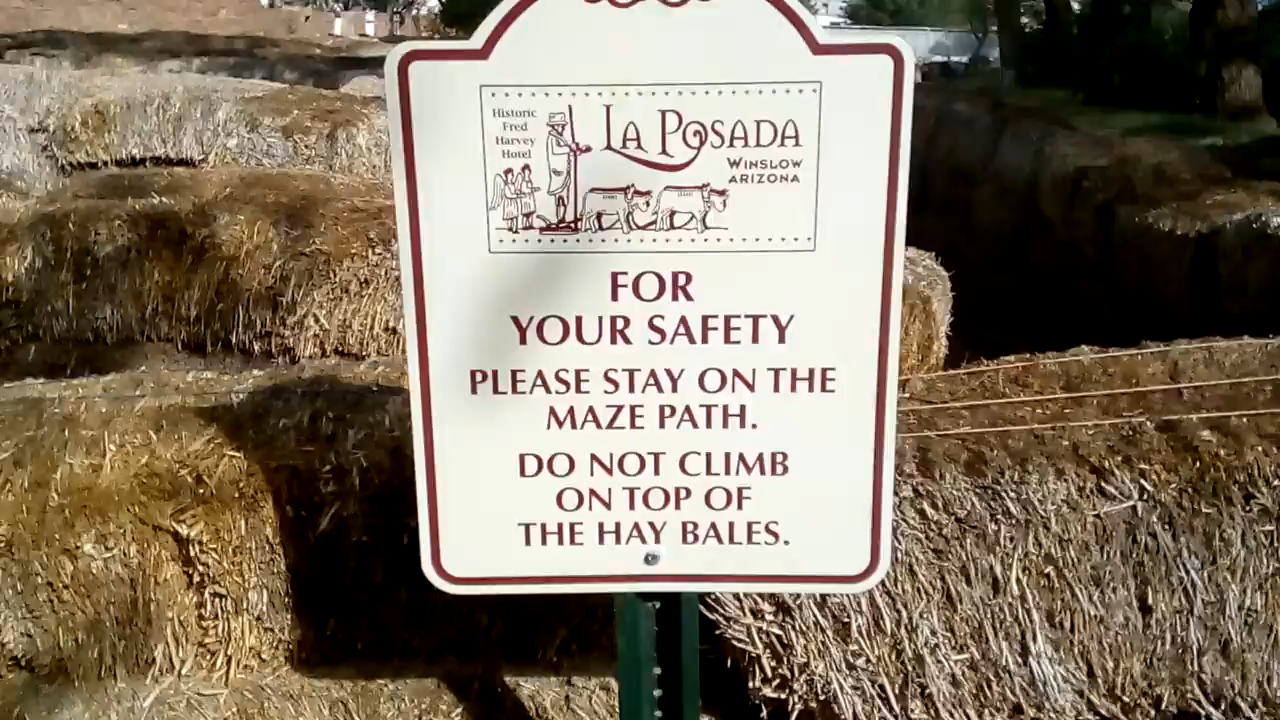 Historic
Fred
Harvey
Hotel
LA POSADA
WINSLOW
ARIZONA
FOR
YOUR SAFETY
PLEASE STAY ON THE
MAZE PATH.
DO NOT CLIMB
ON TOP OF
THE HAY BALES.